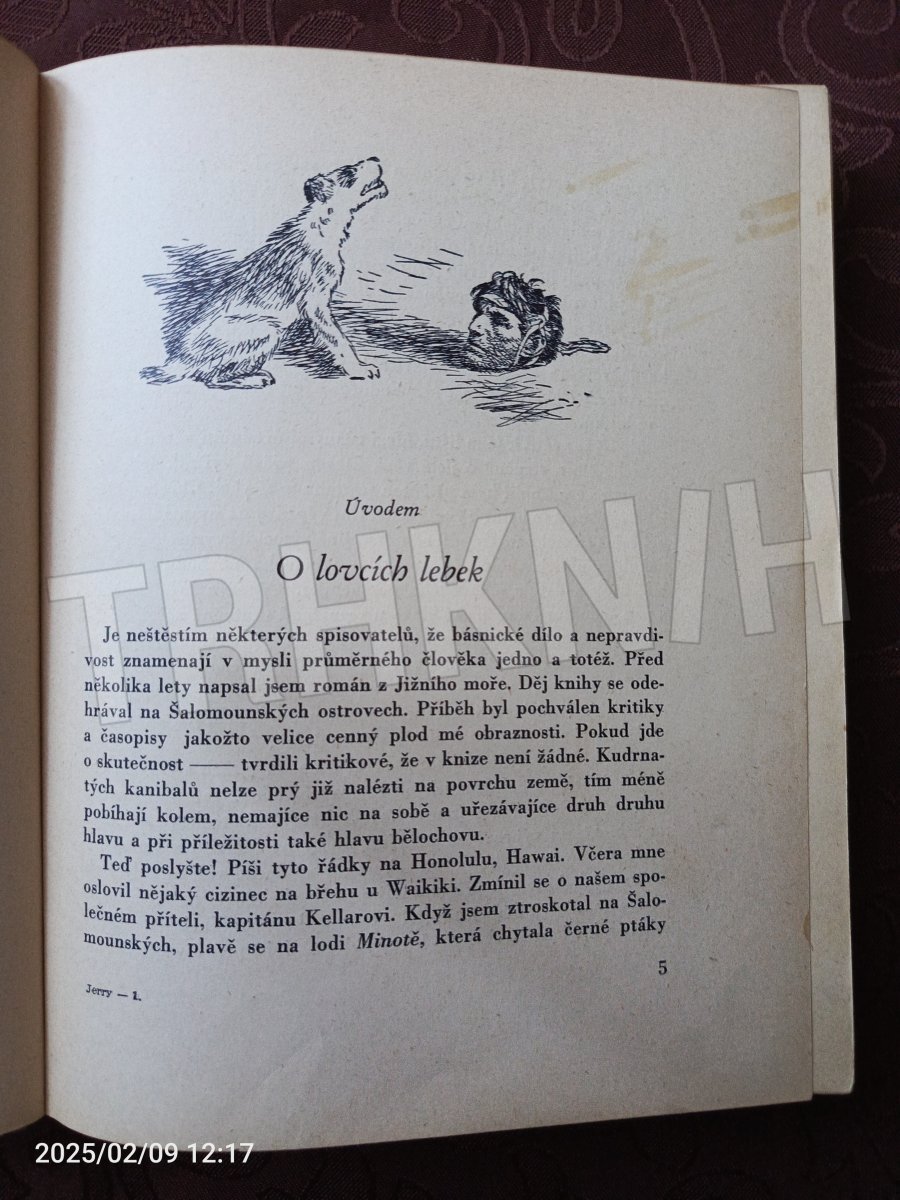 Úvodem
O lovcích lebek
Je neštěstím některých spisovatelů, že básnické dílo a nepravdi-
vost znamenají v mysli průměrného člověka jedno a totéž. Před
několika lety napsal jsem román z Jižního moře. Děj knihy se ode-
hrával na Šalomounských ostrovech. Příběh byl pochválen kritiky
a časopisy jakožto velice cenný plod mé obraznosti. Pokud jde
o skutečnost —— tvrdili kritikové, že v knize není žádné. Kudrna-
tých kanibalů nelze prý již nalézti na povrchu země, tím méně
pobíhají kolem, nemajíce nic na sobě a uřezávajíce druh druhu
hlavu a při příležitosti také hlavu bělochovu.
Teď poslyšte! Píši tyto řádky na Honolulu, Hawai. Včera mne
oslovil nějaký cizinec na břehu u Waikiki. Zmínil se o našem spo-
lečném příteli, kapitánu Kellarovi. Když jsem ztroskotal na Šalo-
mounských, plavě se na lodi Minotě, která chytala černé ptáky
5
Jerry — 1.
TRHKNIH
2025/02/09 12:17